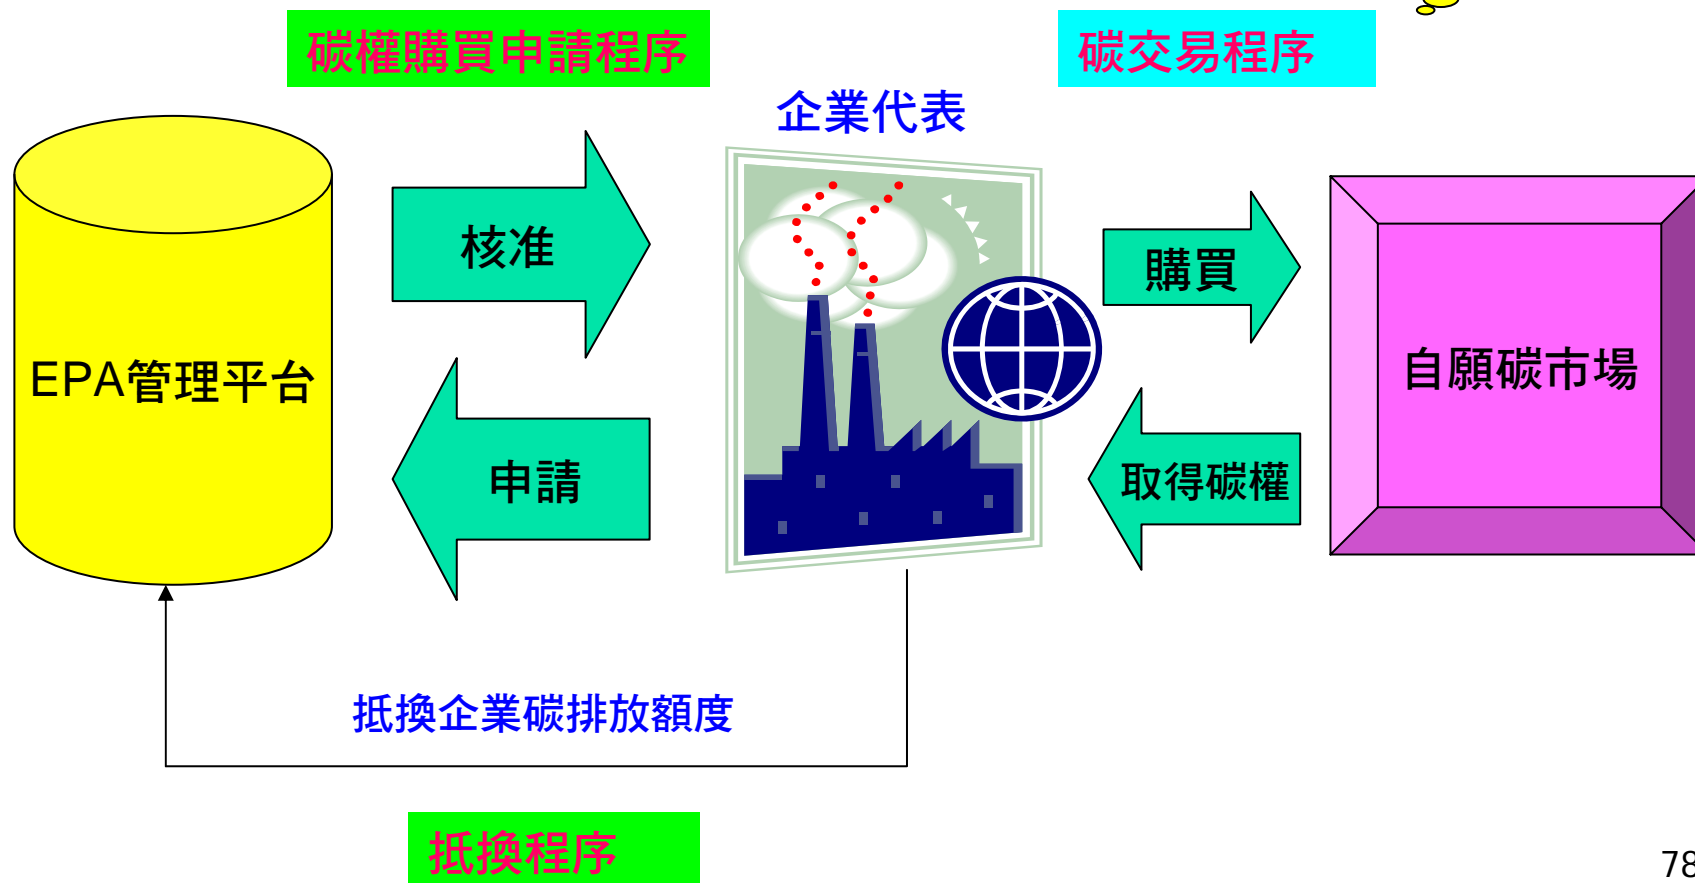 碳權購買申請程序
碳交易程序
企業代表
核准
購買
EPA管理平台
自願碳市場
申請
取得碳權
抵換企業碳排放額度
抵換程序
78